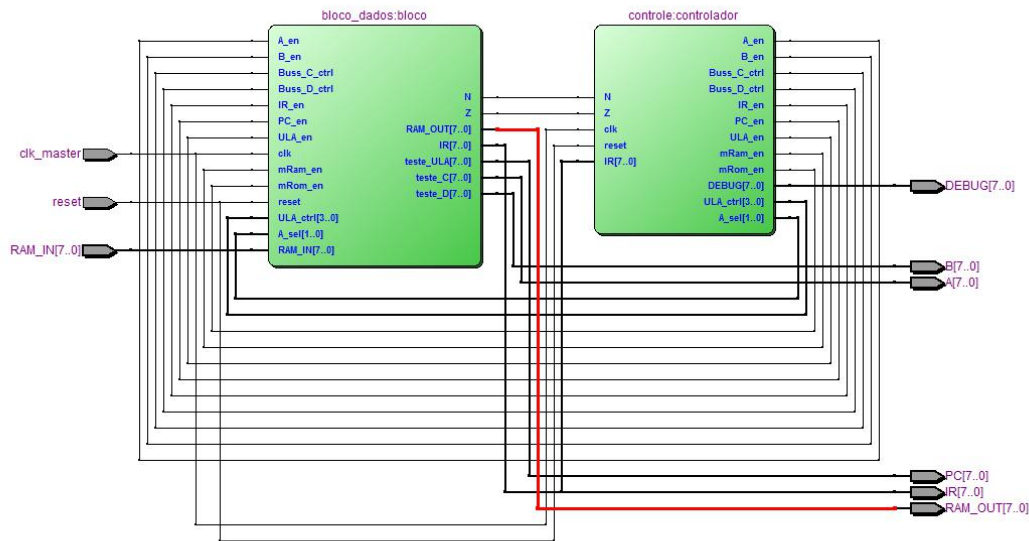 bloco_dados:bloco
controle:controlador
A_en
B_en
Buss_C_ctrl
Buss_D_ctrl
IR_en
PC_en
ULA_en
clk
mRam_en
mRom_en
reset
ULA_ctrl[3..0]
A_sel[1..0]
RAM_IN[7..0]
N
Z
RAM_OUT[7..0]
IR[7..0]
teste_ULA[7..0]
teste_C[7..0]
teste_D[7..0]
N
Z
clk
reset
IR[7..0]
A_en
B_en
Buss_C_ctrl
Buss_D_ctrl
IR_en
PC_en
ULA_en
mRam_en
mRom_en
DEBUG[7..0]
ULA_ctrl[3..0]
A_sel[1..0]
clk_master
reset
RAM_IN[7..0]
DEBUG[7..0]
B[7..0]
A[7..0]
PC[7..0]
IR[7..0]
RAM_OUT[7..0]